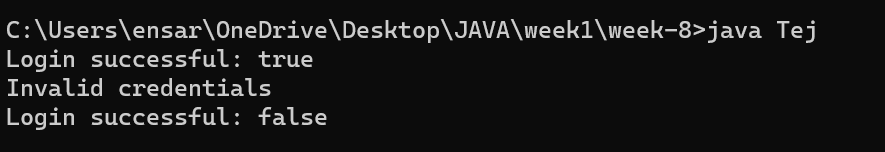 C:\Users\ensar\OneDrive\Desktop\JAVA\week1\week-8>java Tej
Login successful: true
Invalid credentials
Login successful: false